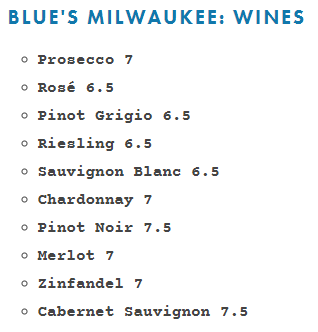 BLUE'S MILWAUKEE: WINES
Prosecco 7
Rosé 6.5
Pinot Grigio 6.5
Riesling 6.5
Sauvignon Blanc 6.5
Chardonnay 7
Pinot Noir 7.5
Merlot 7
Zinfandel 7
Cabernet Sauvignon 7.5